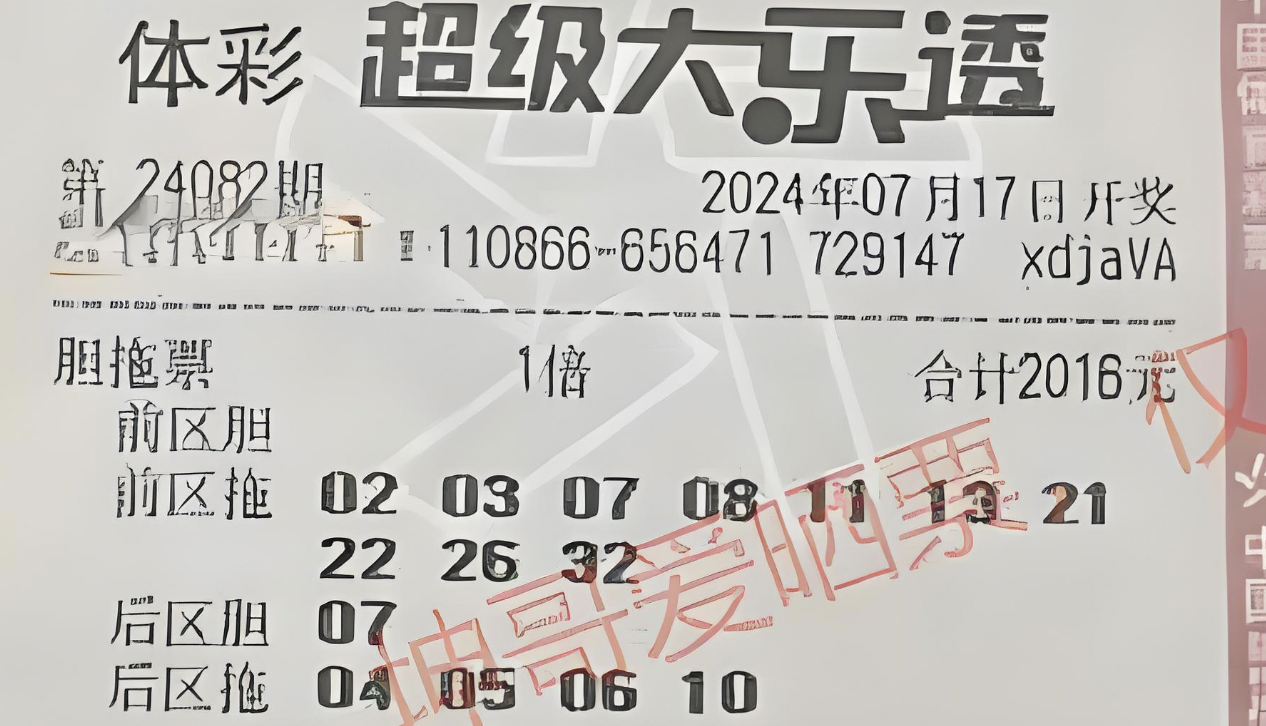 体彩 超级大乐透
第 24082期 2024年07月17日 开奖
110866 656471 729147 xdjaVA
胆拖票 1倍 合计2016元
前区胆
前区拖 02 03 07 08 11 21
22 26 32
后区胆 07
后区拖 04 05 06 10
坤哥爱晒票
仅